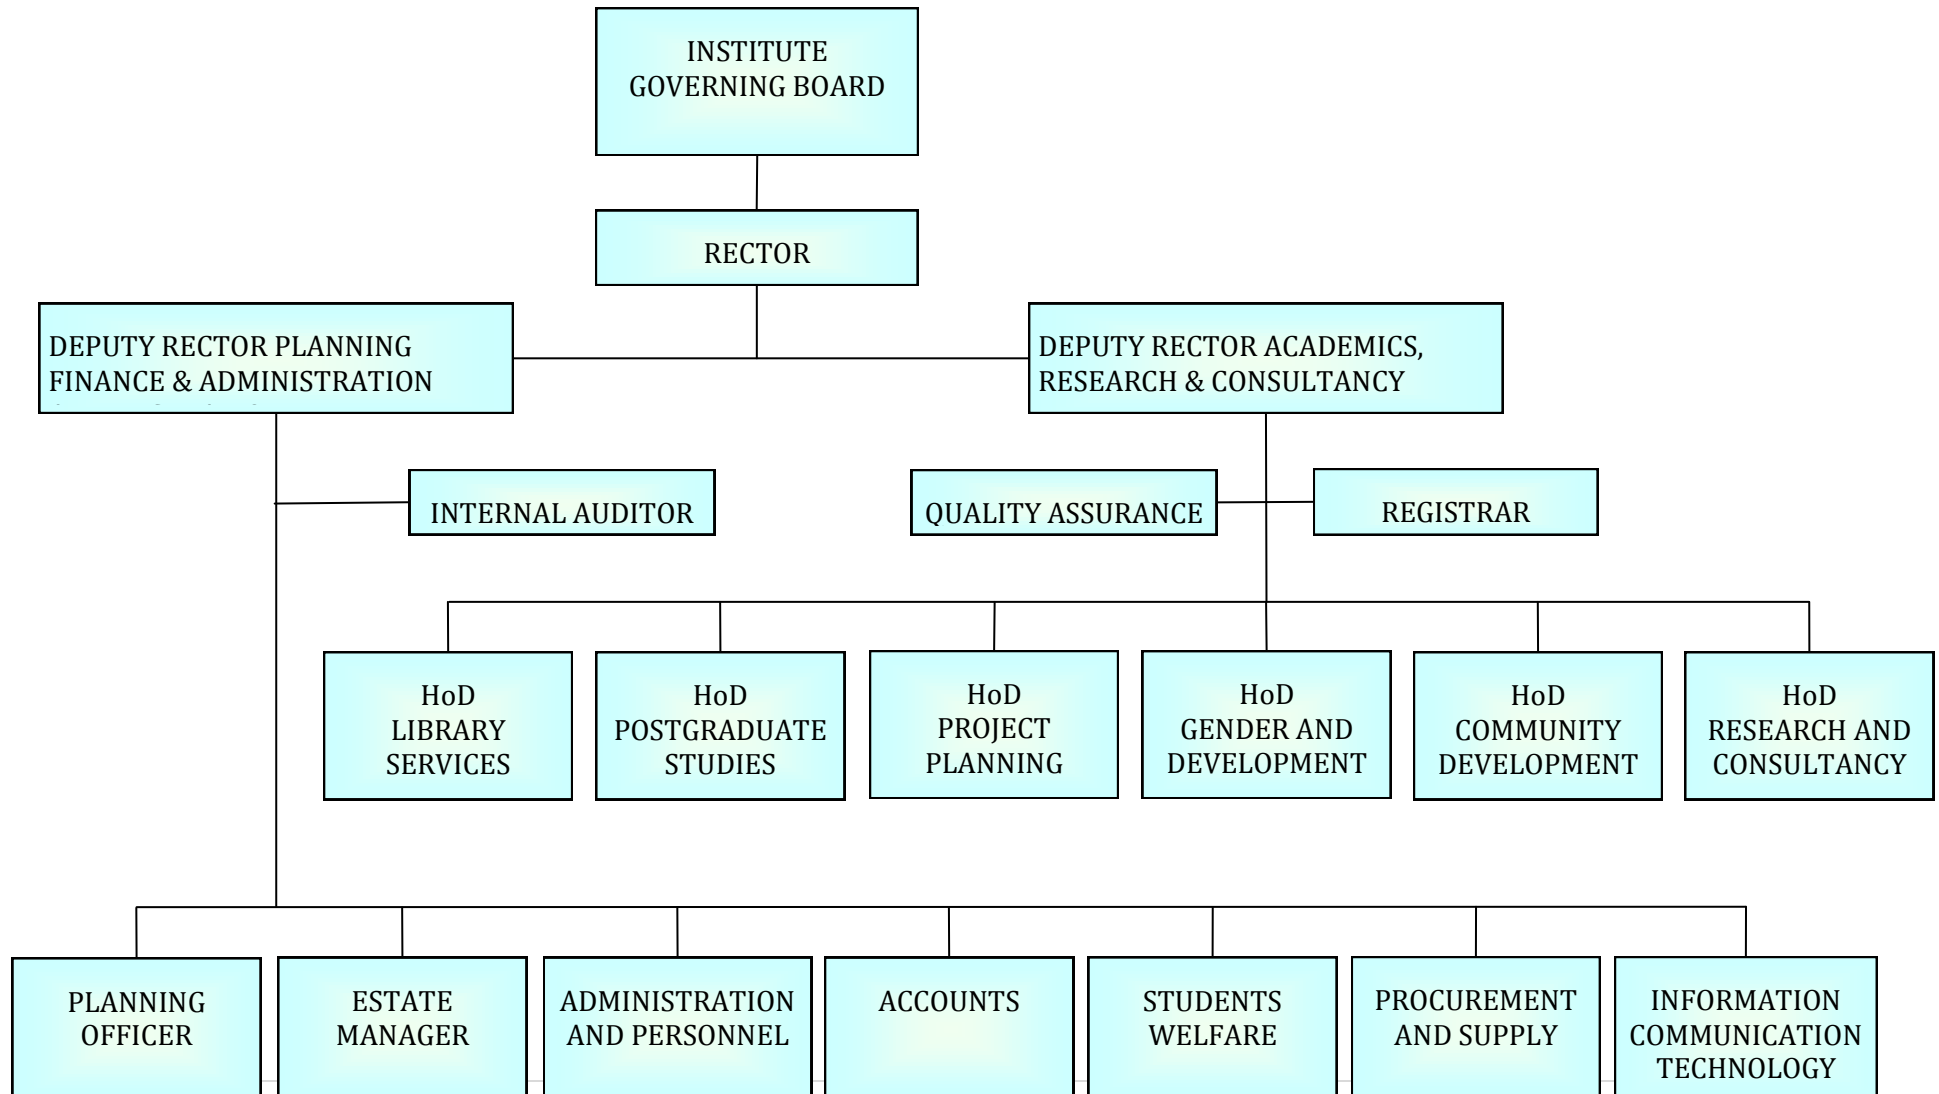 INSTITUTE
GOVERNING BOARD
RECTOR
DEPUTY RECTOR PLANNING
FINANCE & ADMINISTRATION
DEPUTY RECTOR ACADEMICS,
RESEARCH & CONSULTANCY
INTERNAL AUDITOR
QUALITY ASSURANCE
REGISTRAR
HoD
LIBRARY
SERVICES
HoD
POSTGRADUATE
STUDIES
HoD
PROJECT
PLANNING
HoD
GENDER AND
DEVELOPMENT
HoD
COMMUNITY
DEVELOPMENT
HoD
RESEARCH AND
CONSULTANCY
PLANNING
OFFICER
ESTATE
MANAGER
ADMINISTRATION
AND PERSONNEL
ACCOUNTS
STUDENTS
WELFARE
PROCUREMENT
AND SUPPLY
INFORMATION
COMMUNICATION
TECHNOLOGY